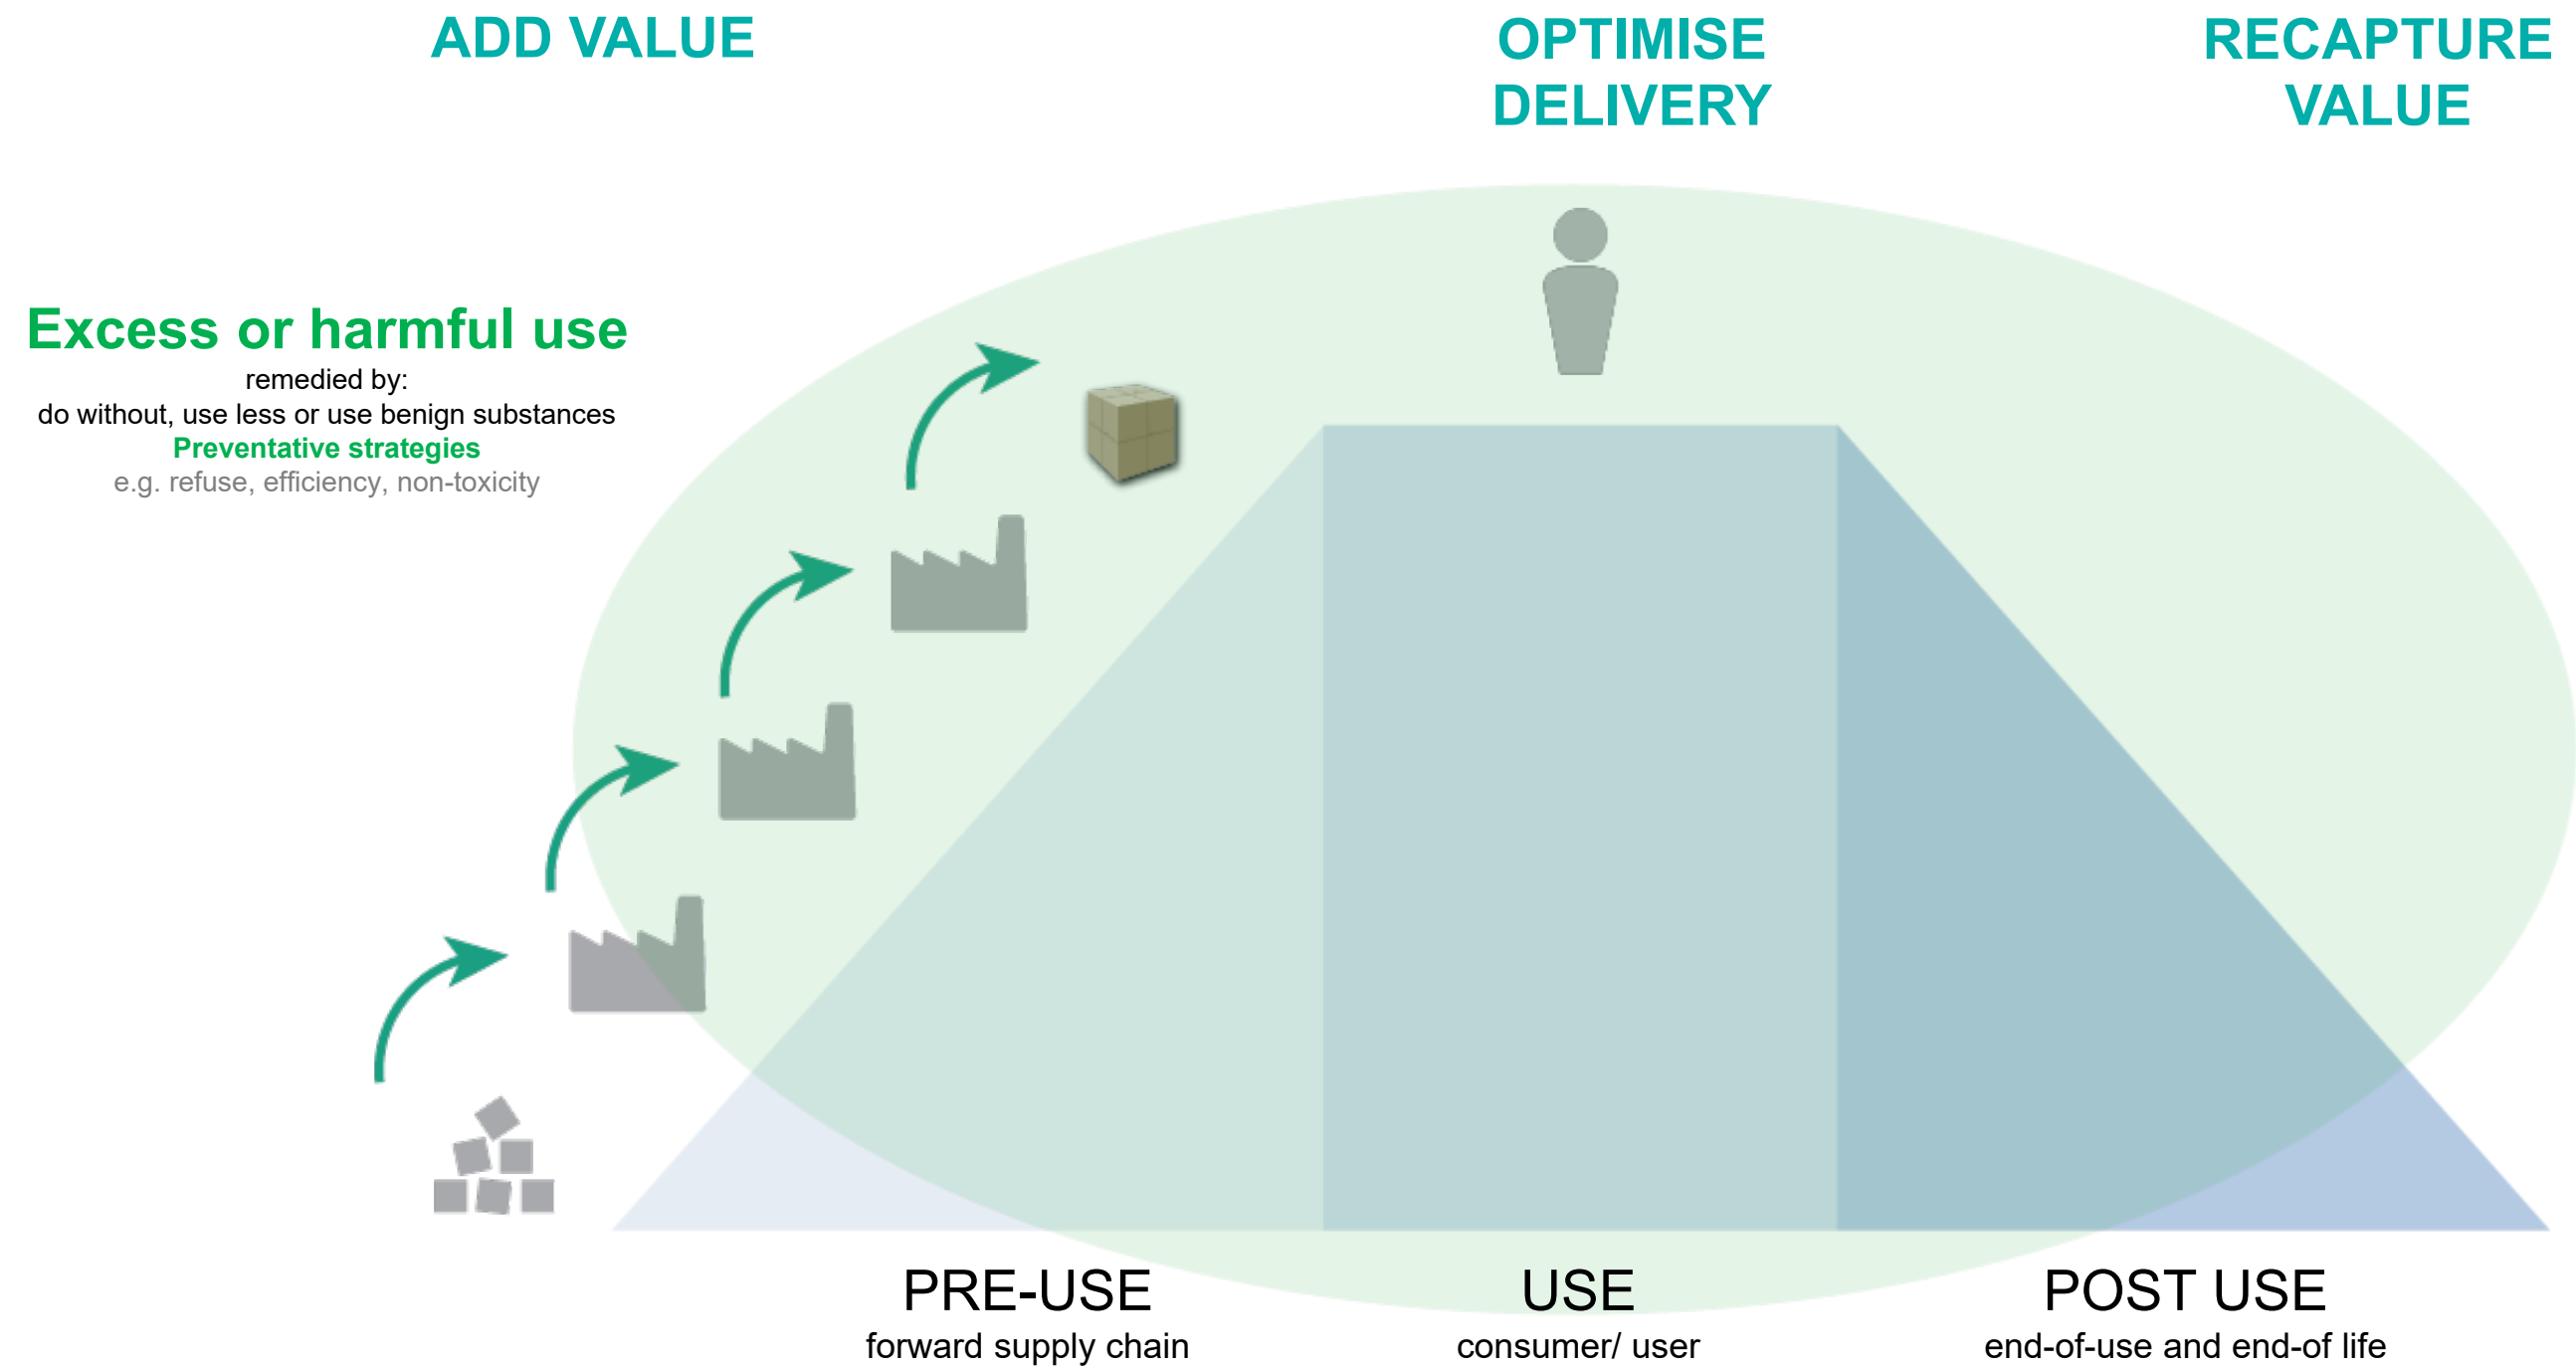 ADD VALUE
OPTIMISE
DELIVERY
RECAPTURE
VALUE
Excess or harmful use
remedied by:
do without, use less or use benign substances
Preventative strategies
e.g. refuse, efficiency, non-toxicity
PRE-USE
forward supply chain
USE
consumer/ user
POST USE
end-of-use and end-of life